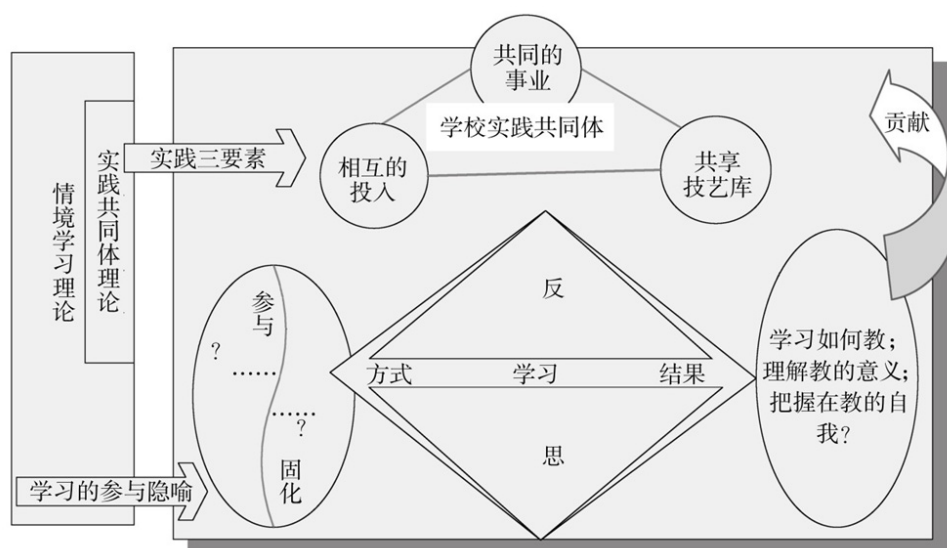 共同的
事业
学校实践共同体
相互的
投入
共享
技艺库
贡献
实践三要素
情境学习理论
实践共同体理论
学习的参与隐喻
参与
?
……
……
?
固化
反
方式 学习 结果
思
学习如何教;
理解教的意义;
把握在教的自
我?